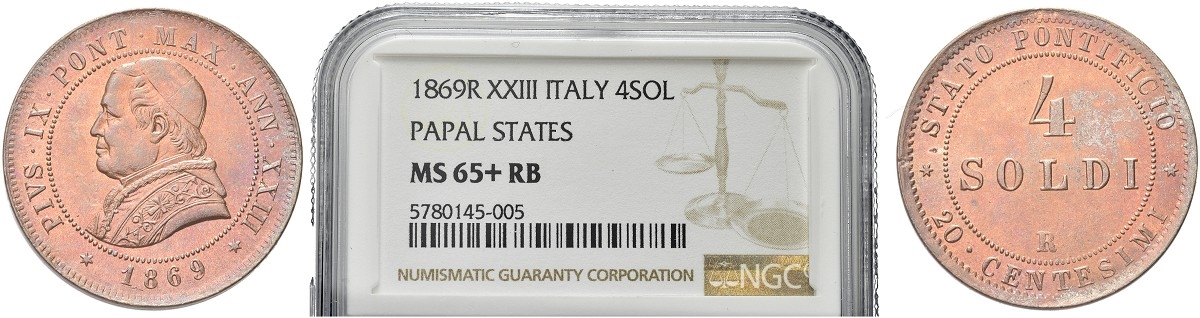 PIVS · IX · PONT · MAX · ANN · XXIII
* 1869 *
1869R XXIII ITALY 4SOL
PAPAL STATES
MS 65+ RB
5780145-005
NUMISMATIC GUARANTY CORPORATION
NGC
* STATO PONTIFICIO *
4
SOLDI
R
20 · CENTESIMI